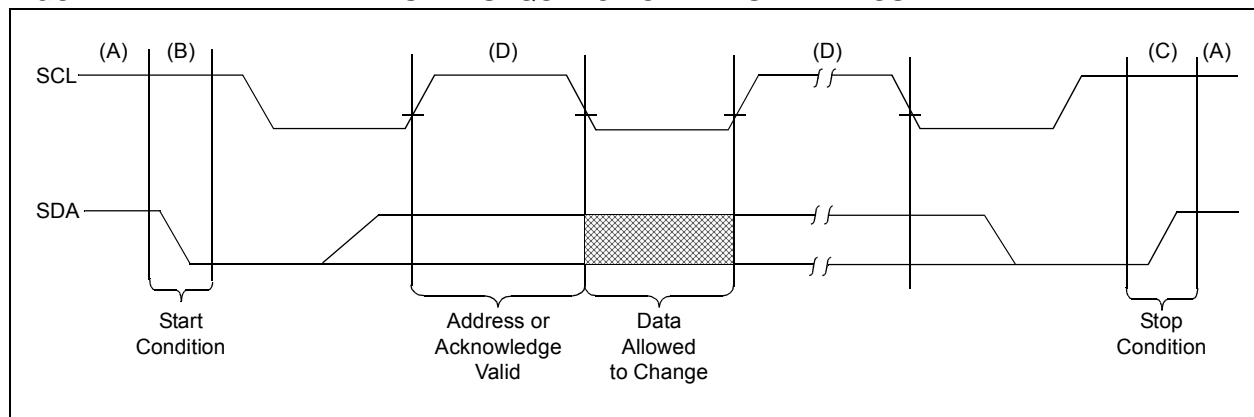 (A) (B) (D) (D) (C) (A)
SCL
SDA
Start
Condition
Address or
Acknowledge
Valid
Data
Allowed
to Change
Stop
Condition